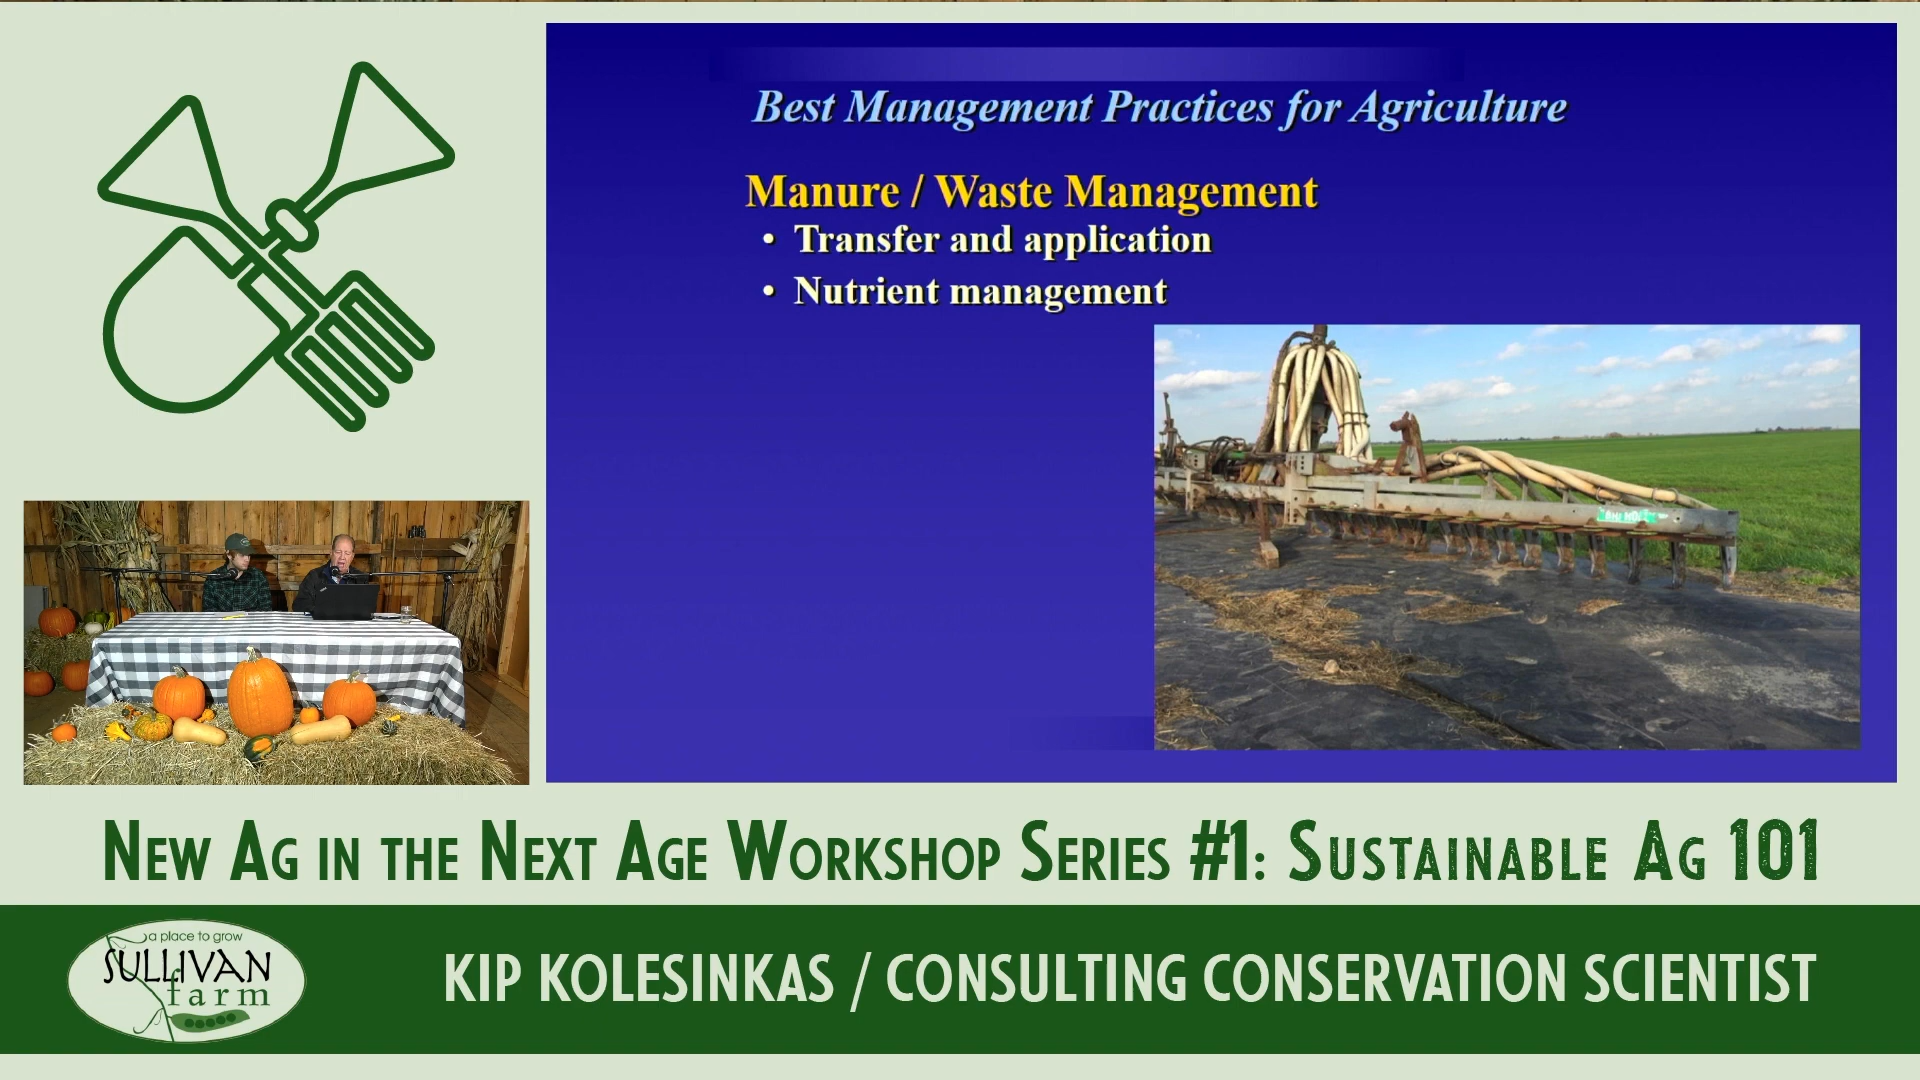 Best Management Practices for Agriculture
Manure / Waste Management
• Transfer and application
• Nutrient management
New Ag in the Next Age Workshop Series #1: Sustainable Ag 101
a place to grow
SULLIVAN
farm
KIP KOLESINKAS / CONSULTING CONSERVATION SCIENTIST